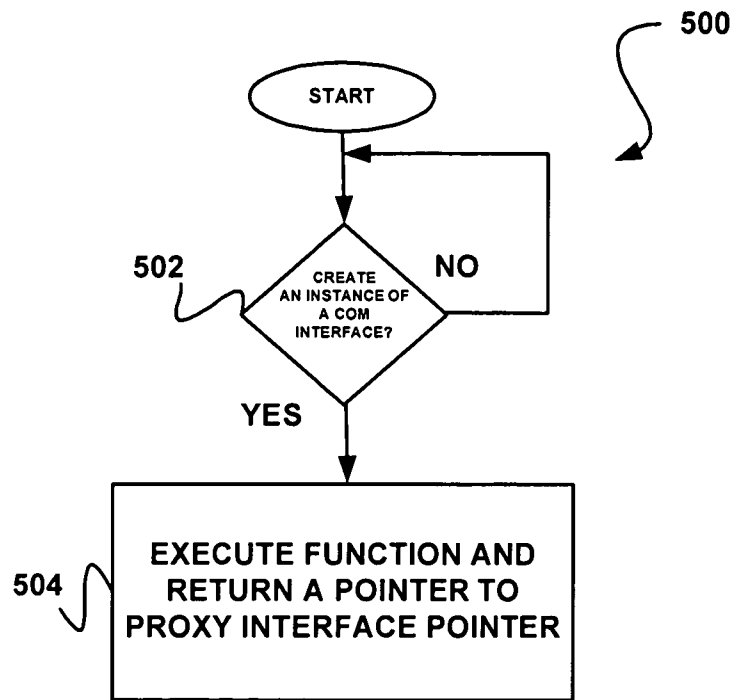 500
START
502
CREATE
AN INSTANCE OF
A COM
INTERFACE?
NO
YES
504
EXECUTE FUNCTION AND
RETURN A POINTER TO
PROXY INTERFACE POINTER